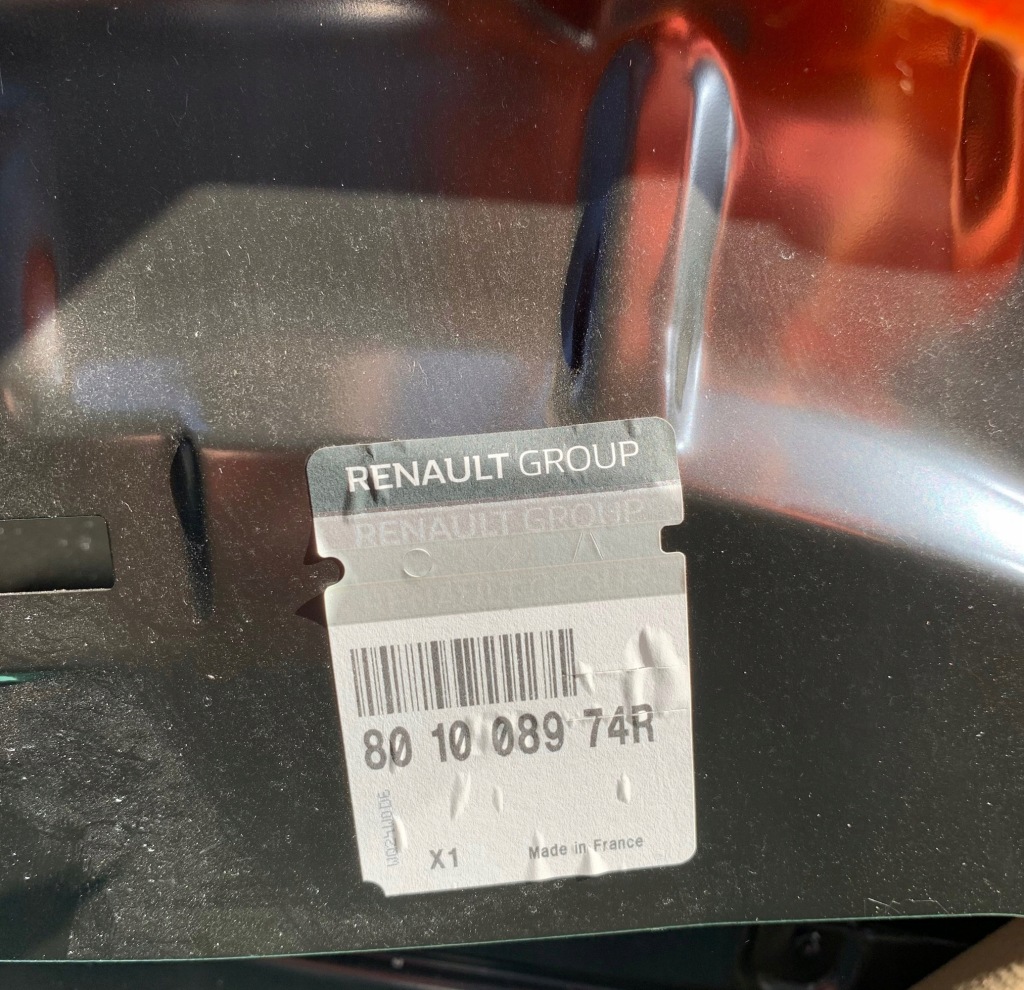 RENAULT GROUP
RENAULT GROUP
80 10 089 74R
X1
Made in France